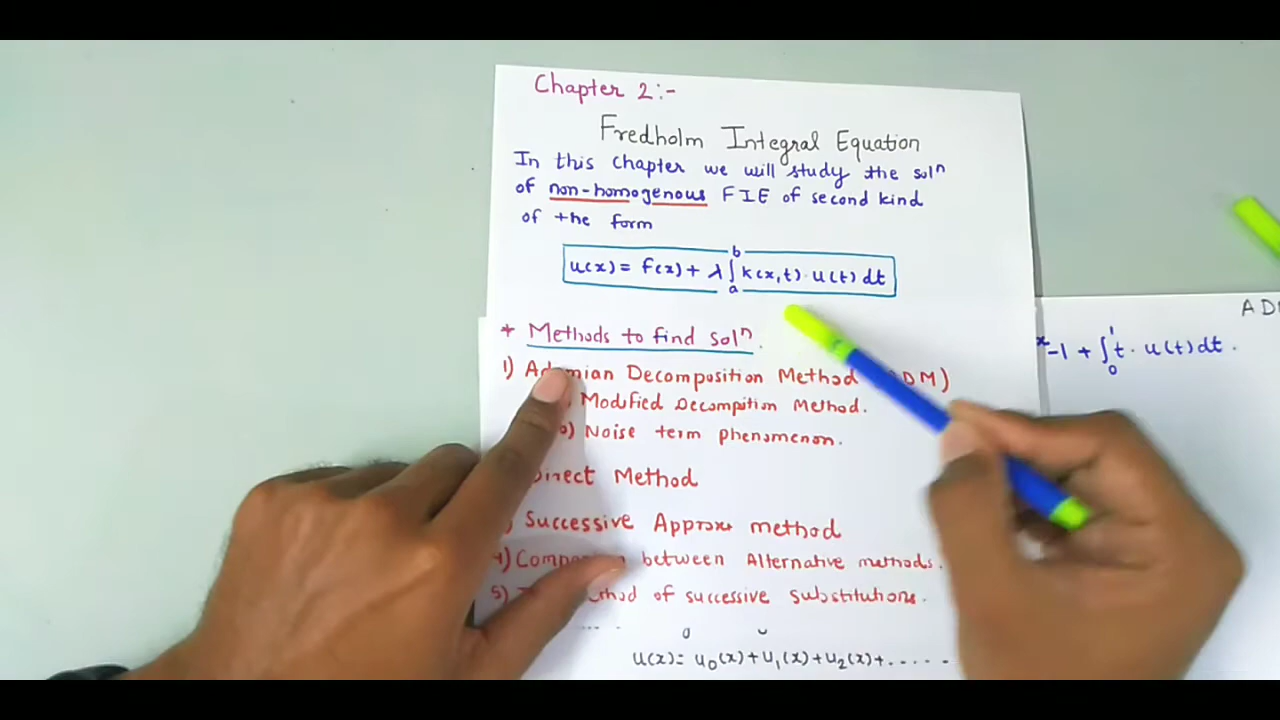 Chapter 2:-
Fredholm Integral Equation
In this chapter we will study the solⁿ
of non-homogenous FIE of second kind
of the form
u(x) = f(x) + λ ∫ₐᵇ k(x,t) · u(t) dt
* Methods to find solⁿ.
1) Adomian Decomposition Method (ADM)
Modified Decompition Method.
b) Noise term phenomenon.
Direct Method
) Successive Approx method
4) between Alternative methods.
5) of successive substitutions.
u(x) = u₀(x) + u₁(x) + u₂(x) + .....
-1 + ∫₀¹ t · u(t) dt.